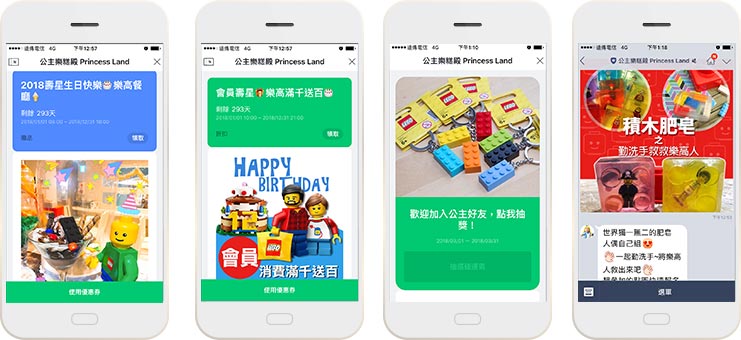 遠傳電信 4G 下午12:57
公主樂糕殿 Princess Land
2018壽星生日快樂🎂樂高餐
廳👆
剩餘 293天
2018/01/01 08:00 ~ 2018/12/31 18:00
贈品 領取
使用優惠券
遠傳電信 4G 下午12:57
公主樂糕殿 Princess Land
會員壽星🎁樂高滿千送百🎂
剩餘 293天
2018/01/01 10:00 ~ 2018/12/31 21:00
折扣 領取
HAPPY
BIRTHDAY
LEGO
會員
消費滿千送百
使用優惠券
遠傳電信 4G 下午1:10
公主樂糕殿 Princess Land
LEGO
LEGO
LEGO
歡迎加入公主好友，點我抽
獎！
2018/03/01 ~ 2018/03/31
遠傳電信 4G 下午1:18
公主樂糕殿 Princess Land
積木肥皂
之
勤洗手救救樂高人
下午12:53
世界獨一無二的肥皂
人偶自己組😍
👏一起勤洗手~將樂高
人救出來吧👏
選單